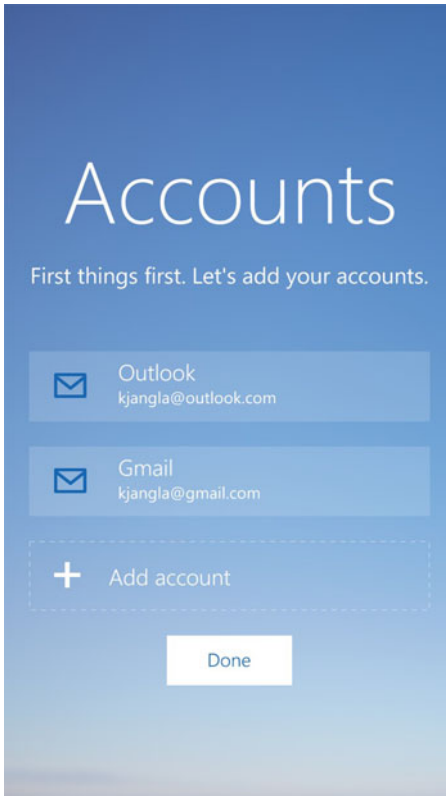 Accounts
First things first. Let's add your accounts.
Outlook
kjangla@outlook.com
Gmail
kjangla@gmail.com
Add account
Done